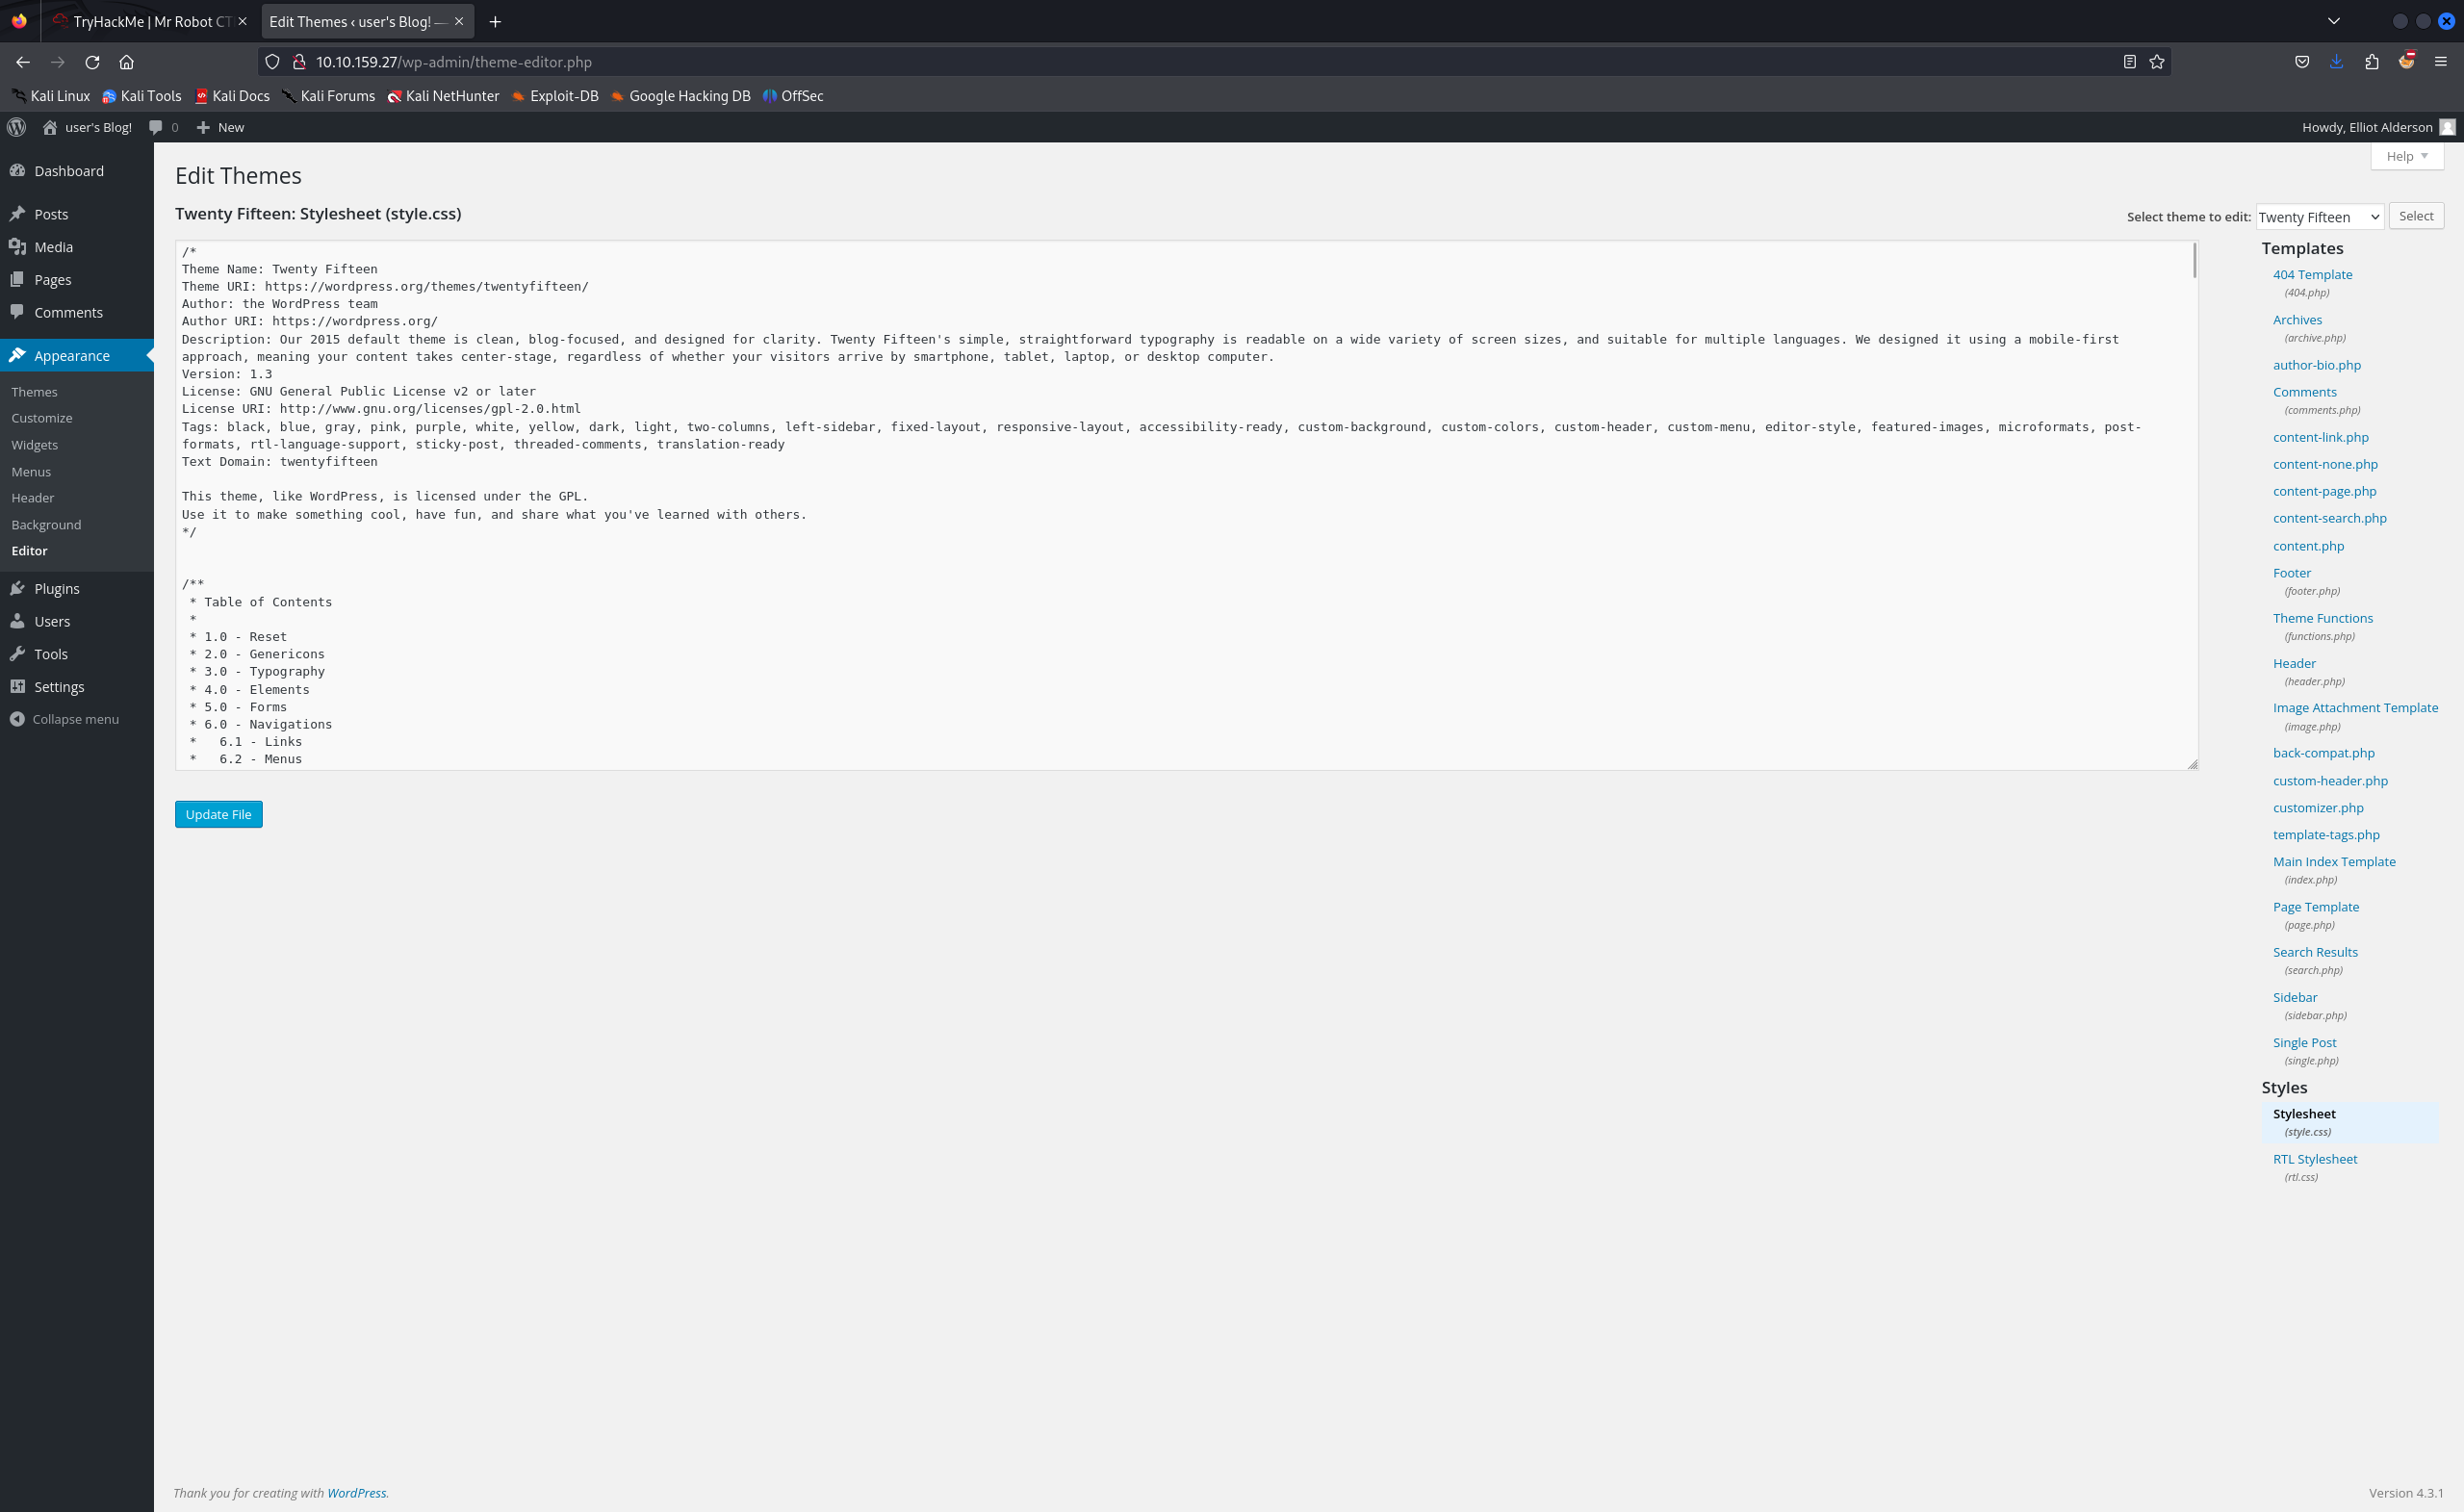 TryHackMe | Mr Robot CT
Edit Themes ‹ user's Blog! —
10.10.159.27/wp-admin/theme-editor.php
Kali Linux
Kali Tools
Kali Docs
Kali Forums
Kali NetHunter
Exploit-DB
Google Hacking DB
OffSec
user's Blog!
0
New
Howdy, Elliot Alderson
Dashboard
Posts
Media
Pages
Comments
Appearance
Themes
Customize
Widgets
Menus
Header
Background
Editor
Plugins
Users
Tools
Settings
Collapse menu
Help
Edit Themes
Twenty Fifteen: Stylesheet (style.css)
Select theme to edit:
Twenty Fifteen
Select
/*
Theme Name: Twenty Fifteen
Theme URI: https://wordpress.org/themes/twentyfifteen/
Author: the WordPress team
Author URI: https://wordpress.org/
Description: Our 2015 default theme is clean, blog-focused, and designed for clarity. Twenty Fifteen's simple, straightforward typography is readable on a wide variety of screen sizes, and suitable for multiple languages. We designed it using a mobile-first
approach, meaning your content takes center-stage, regardless of whether your visitors arrive by smartphone, tablet, laptop, or desktop computer.
Version: 1.3
License: GNU General Public License v2 or later
License URI: http://www.gnu.org/licenses/gpl-2.0.html
Tags: black, blue, gray, pink, purple, white, yellow, dark, light, two-columns, left-sidebar, fixed-layout, responsive-layout, accessibility-ready, custom-background, custom-colors, custom-header, custom-menu, editor-style, featured-images, microformats, post-
formats, rtl-language-support, sticky-post, threaded-comments, translation-ready
Text Domain: twentyfifteen
This theme, like WordPress, is licensed under the GPL.
Use it to make something cool, have fun, and share what you've learned with others.
*/
/**
* Table of Contents
*
* 1.0 - Reset
* 2.0 - Genericons
* 3.0 - Typography
* 4.0 - Elements
* 5.0 - Forms
* 6.0 - Navigations
*   6.1 - Links
*   6.2 - Menus
Update File
Templates
404 Template
(404.php)
Archives
(archive.php)
author-bio.php
Comments
(comments.php)
content-link.php
content-none.php
content-page.php
content-search.php
content.php
Footer
(footer.php)
Theme Functions
(functions.php)
Header
(header.php)
Image Attachment Template
(image.php)
back-compat.php
custom-header.php
customizer.php
template-tags.php
Main Index Template
(index.php)
Page Template
(page.php)
Search Results
(search.php)
Sidebar
(sidebar.php)
Single Post
(single.php)
Styles
Stylesheet
(style.css)
RTL Stylesheet
(rtl.css)
Thank you for creating with WordPress.
Version 4.3.1